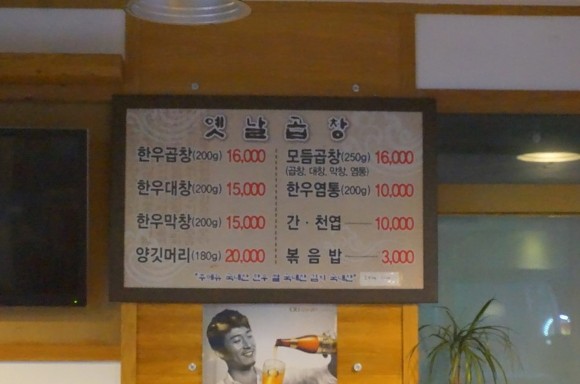 옛날곱창
한우곱창(200g) 16,000
한우대창(200g) 15,000
한우막창(200g) 15,000
양깃머리(180g) 20,000
모듬곱창(250g) 16,000
(곱창, 대창, 막창, 염통)
한우염통(200g) 10,000
간·천엽 10,000
볶음밥 3,000